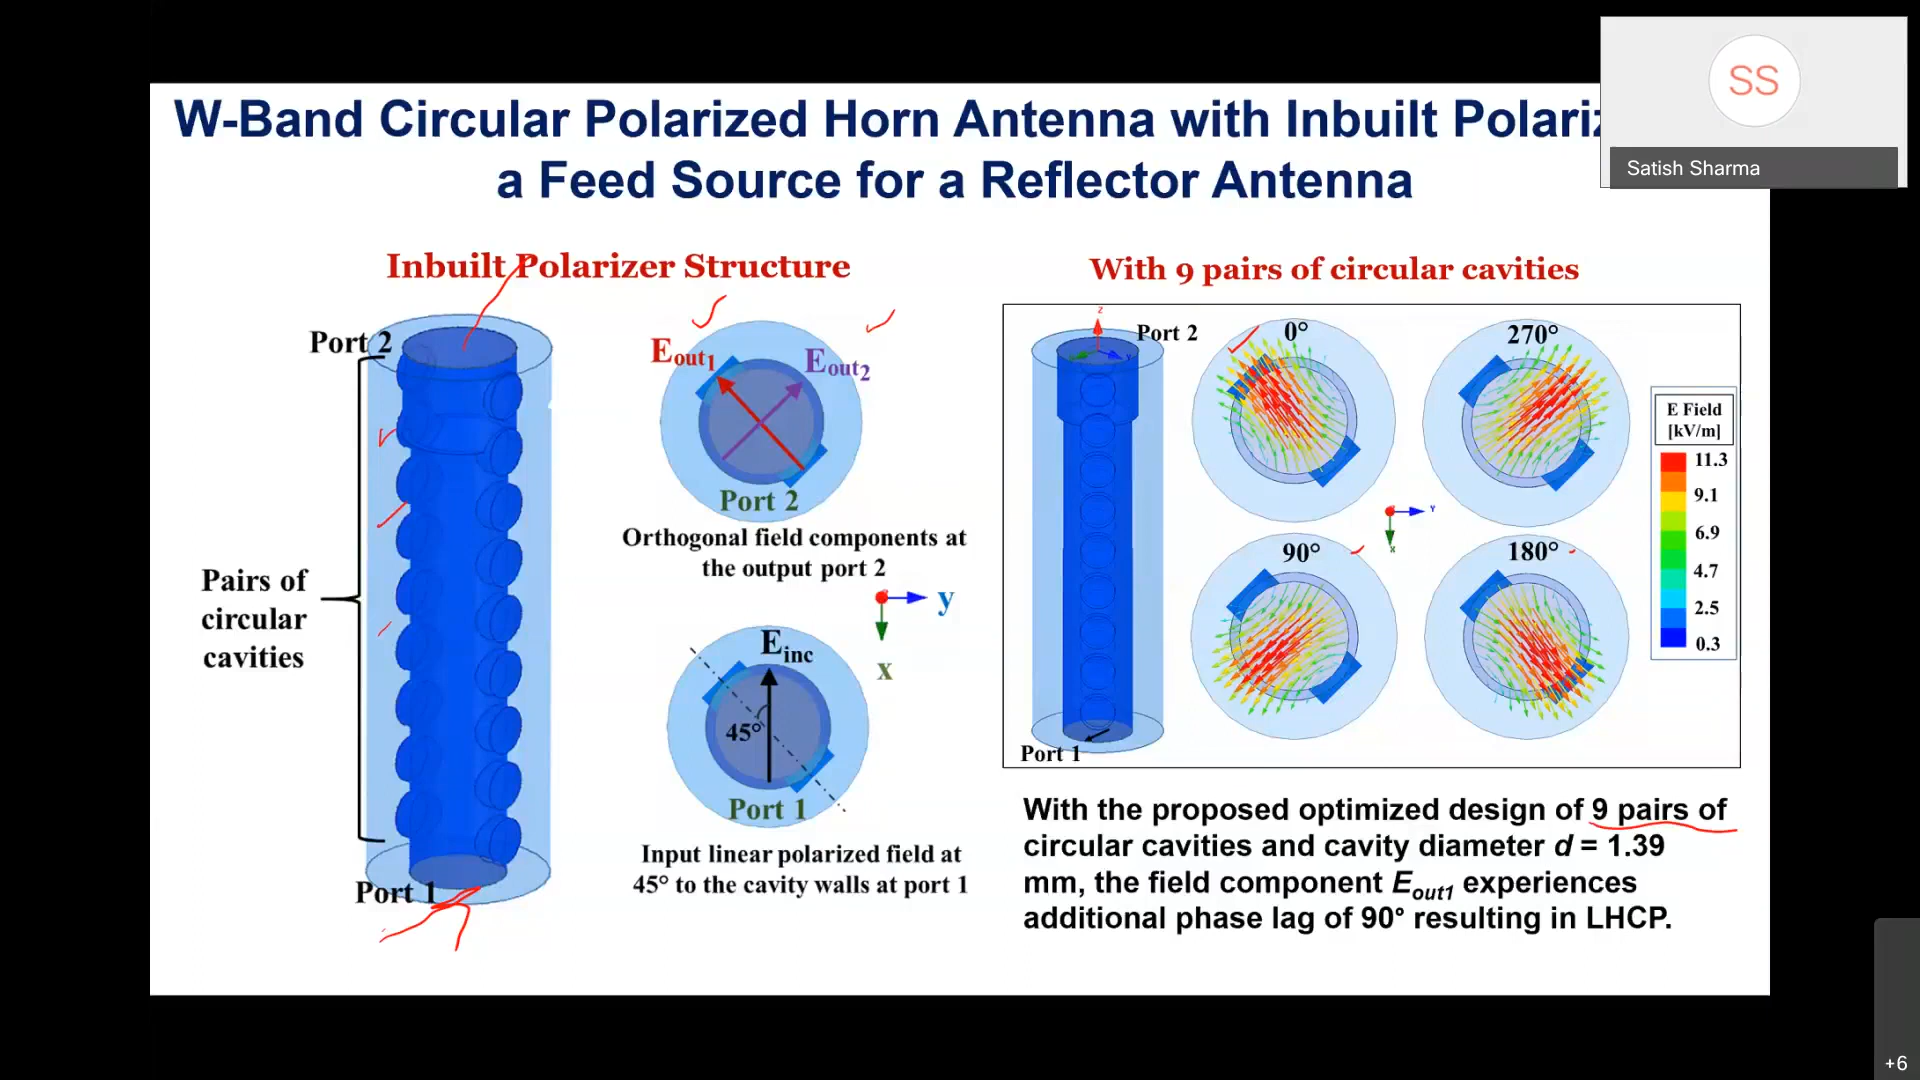 W-Band Circular Polarized Horn Antenna with Inbuilt
a Feed Source for a Reflector Antenna
SS
Satish Sharma
Inbuilt Polarizer Structure
Port 2
Pairs of
circular
cavities
Port 1
Eout1
Eout2
Port 2
Orthogonal field components at
the output port 2
y
x
Einc
45°
Port 1
Input linear polarized field at
45° to the cavity walls at port 1
With 9 pairs of circular cavities
Z
Port 2
Y
Port 1
0°
270°
90°
180°
Y
X
E Field
[kV/m]
11.3
9.1
6.9
4.7
2.5
0.3
With the proposed optimized design of 9 pairs of
circular cavities and cavity diameter d = 1.39
mm, the field component Eout1 experiences
additional phase lag of 90° resulting in LHCP.
+6